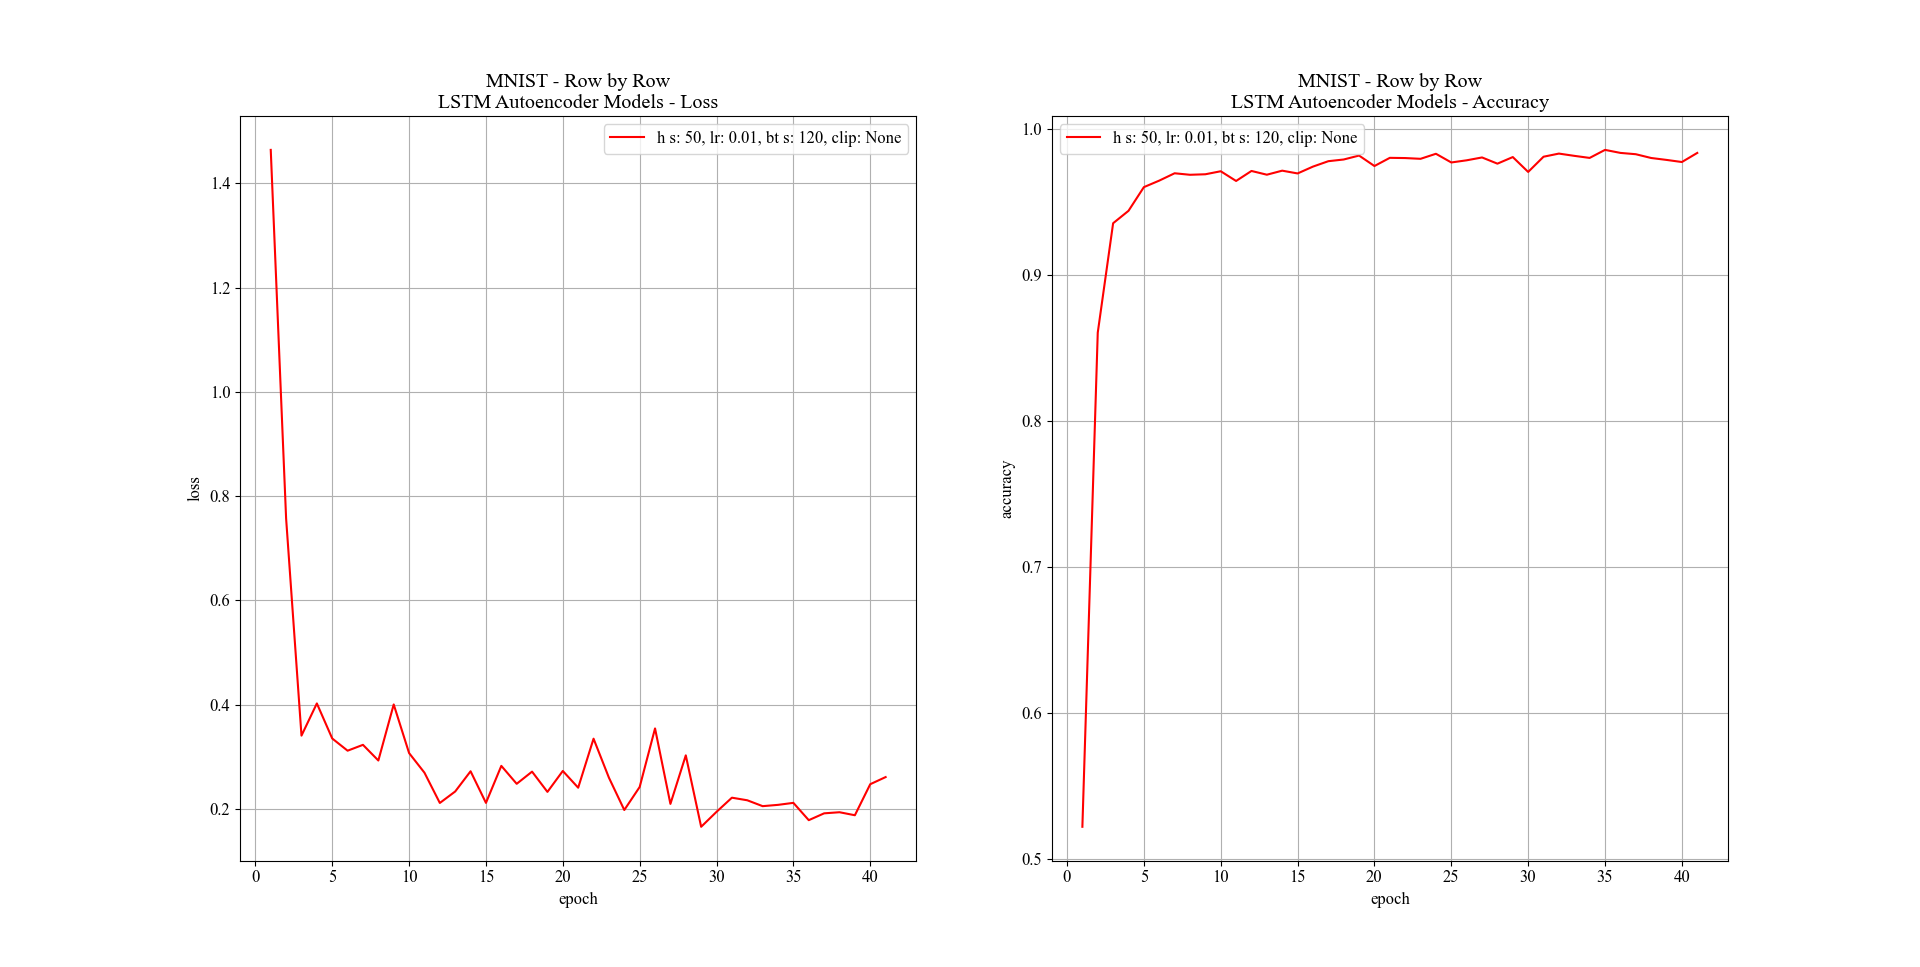 MNIST - Row by Row
LSTM Autoencoder Models - Loss
h s: 50, lr: 0.01, bt s: 120, clip: None
1.4
1.2
1.0
0.8
0.6
0.4
0.2
loss
0 5 10 15 20 25 30 35 40
epoch
MNIST - Row by Row
LSTM Autoencoder Models - Accuracy
h s: 50, lr: 0.01, bt s: 120, clip: None
1.0
0.9
0.8
0.7
0.6
0.5
accuracy
0 5 10 15 20 25 30 35 40
epoch